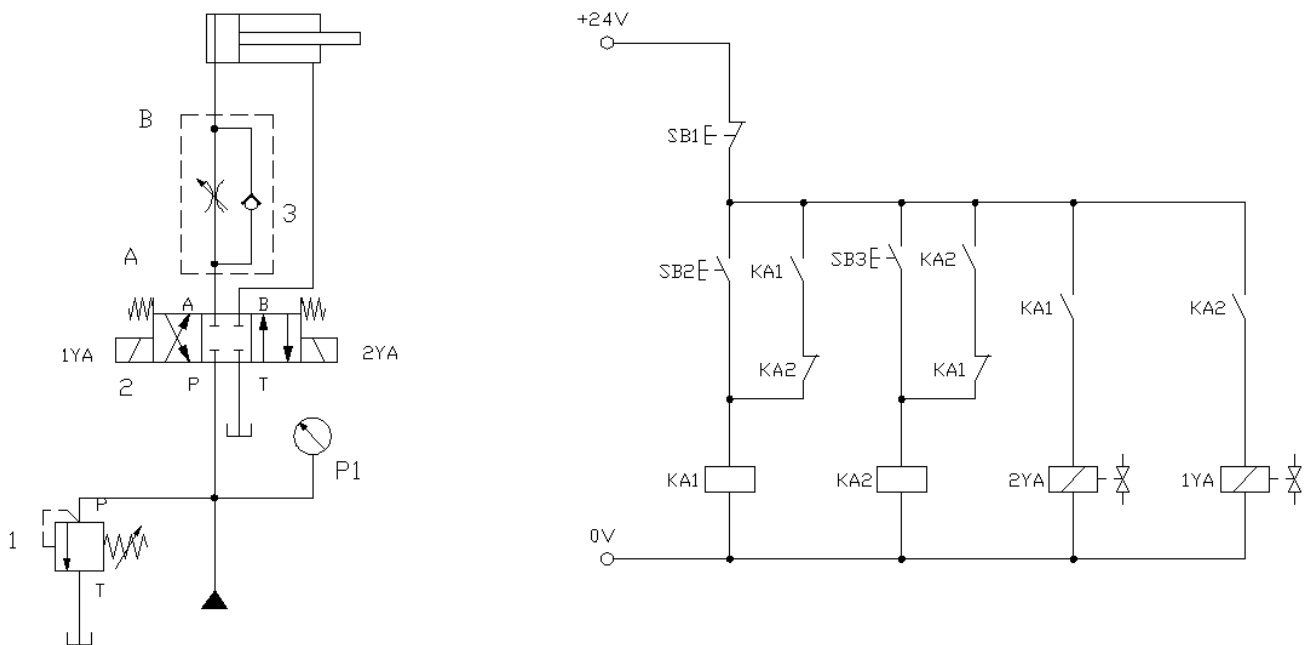 +24V
SB1
B
3
A
SB2 KA1 SB3 KA2
A B
KA1 KA2
1YA 2YA
KA2 KA1
2 P T
P1
KA1 KA2 2YA 1YA
P
1
0V
T